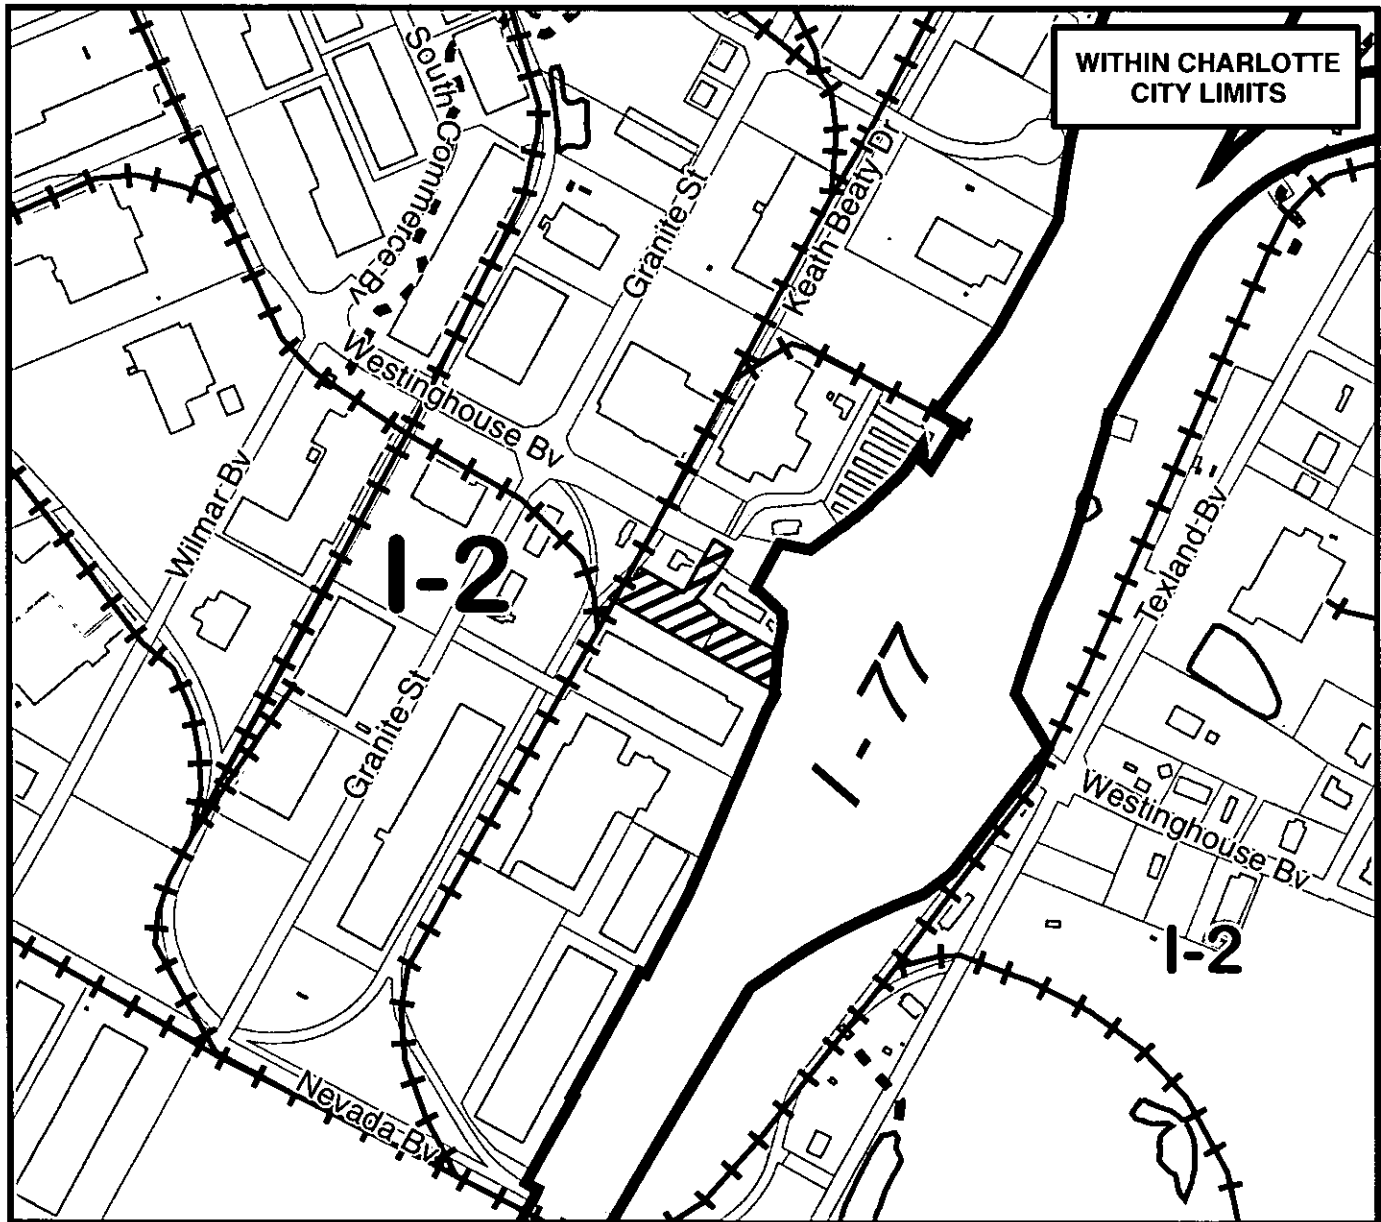 WITHIN CHARLOTTE
CITY LIMITS
South Commerce Bv
Granite St
Keath Beaty Dr
Westinghouse Bv
Wilmar Bv
I-2
Texland Bv
I - 77
Granite St
Westinghouse Bv
I-2
Nevada Bv